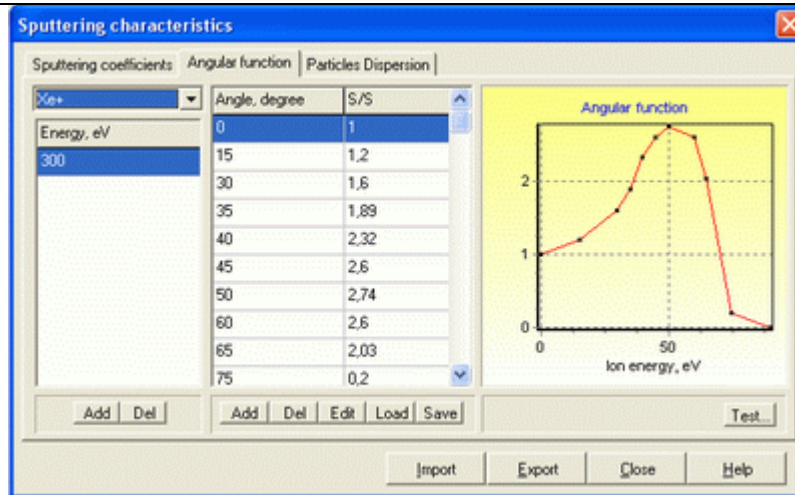 Sputtering characteristics
Sputtering coefficients Angular function Particles Dispersion
Xe+
Energy, eV
300
Add Del
Angle, degree S/S
0 1
15 1,2
30 1,6
35 1,89
40 2,32
45 2,6
50 2,74
60 2,6
65 2,03
75 0,2
Add Del Edit Load Save
Angular function
2
1
0
0 50
Ion energy, eV
Test...
Import Export Close Help